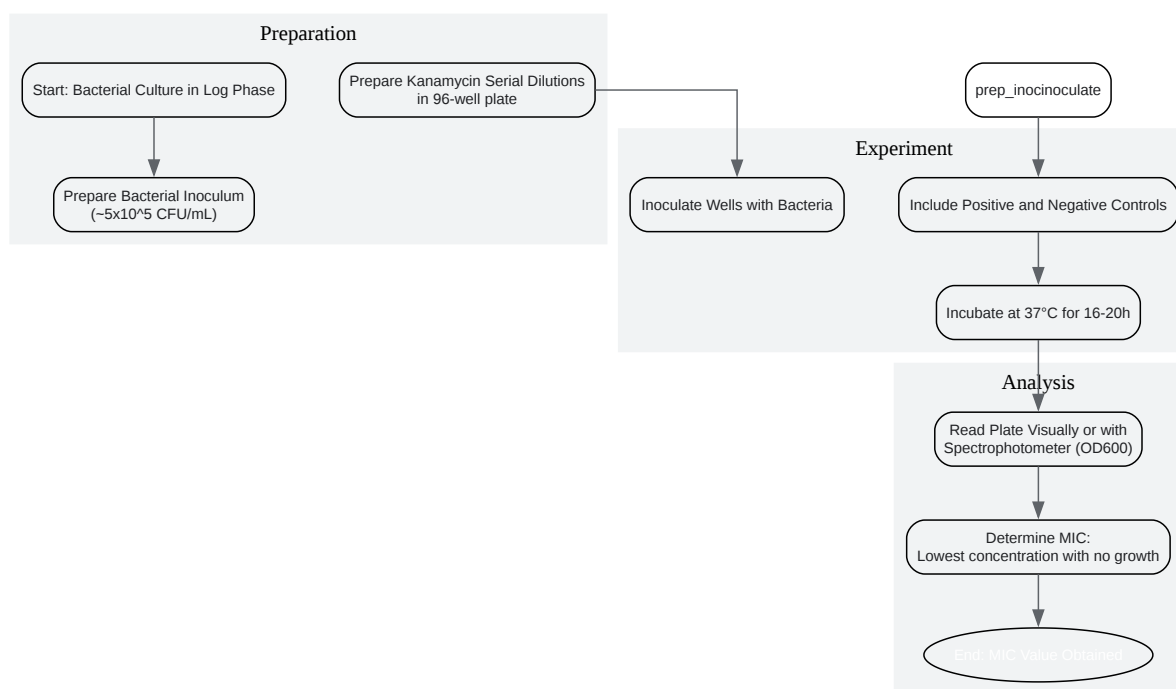 Preparation
Start: Bacterial Culture in Log Phase
Prepare Kanamycin Serial Dilutions
in 96-well plate
prep_inocinoculate
Prepare Bacterial Inoculum
(~5x10^5 CFU/mL)
Experiment
Inoculate Wells with Bacteria
Include Positive and Negative Controls
Incubate at 37°C for 16-20h
Analysis
Read Plate Visually or with
Spectrophotometer (OD600)
Determine MIC:
Lowest concentration with no growth
End: MIC Value Obtained